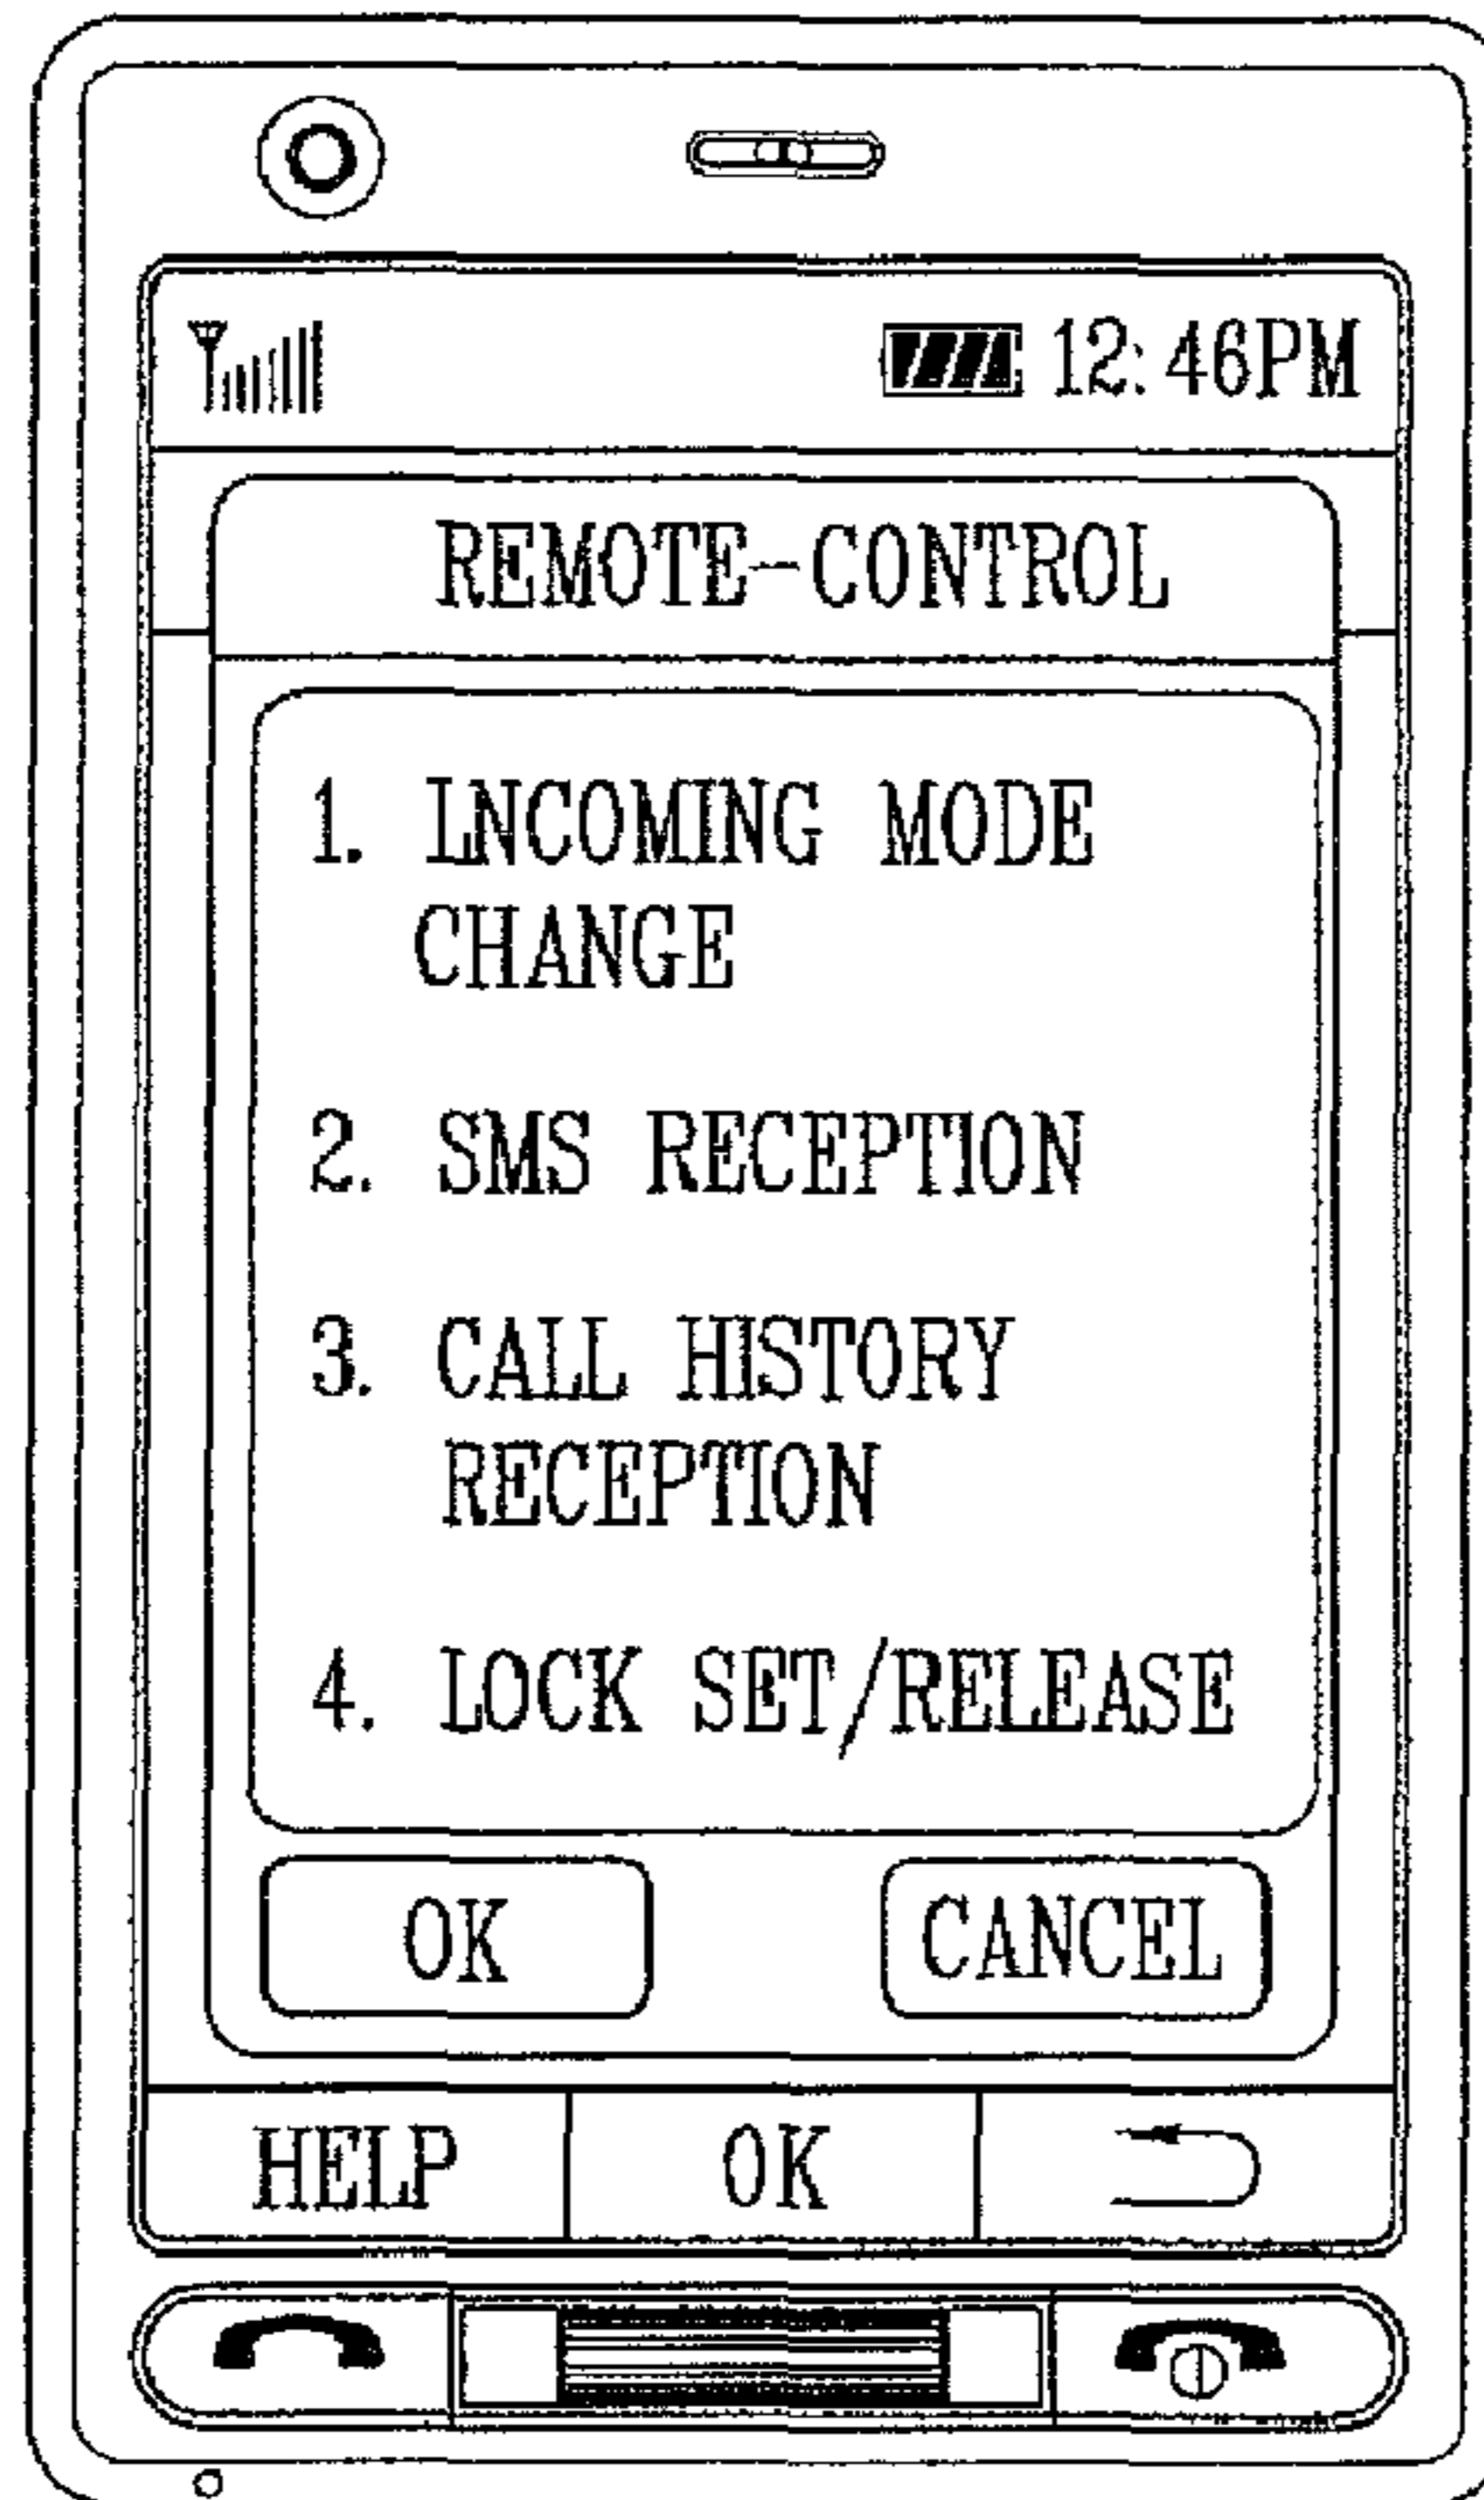 12:46PM
REMOTE-CONTROL
1. LNCOMING MODE
CHANGE
2. SMS RECEPTION
3. CALL HISTORY
RECEPTION
4. LOCK SET/RELEASE
OK CANCEL
HELP OK